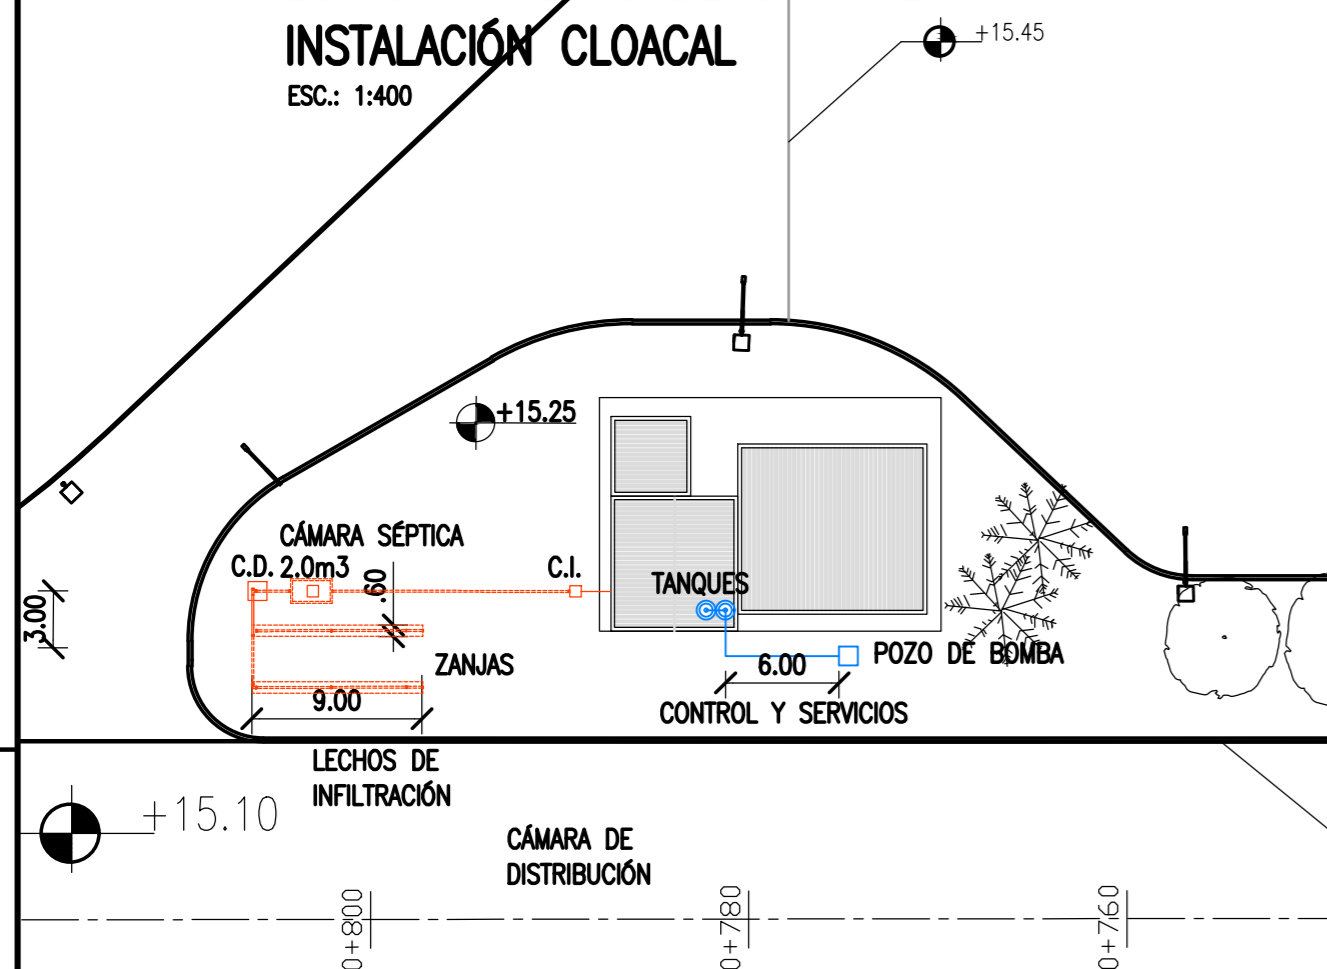 INSTALACIÓN CLOACAL
ESC.: 1:400
+15.45
+15.25
CÁMARA SÉPTICA
C.D. 2.0m3
.60
C.I.
TANQUES
3.00
ZANJAS
9.00
6.00
POZO DE BOMBA
CONTROL Y SERVICIOS
LECHOS DE
INFILTRACIÓN
+15.10
CÁMARA DE
DISTRIBUCIÓN
0+800
0+780
0+760